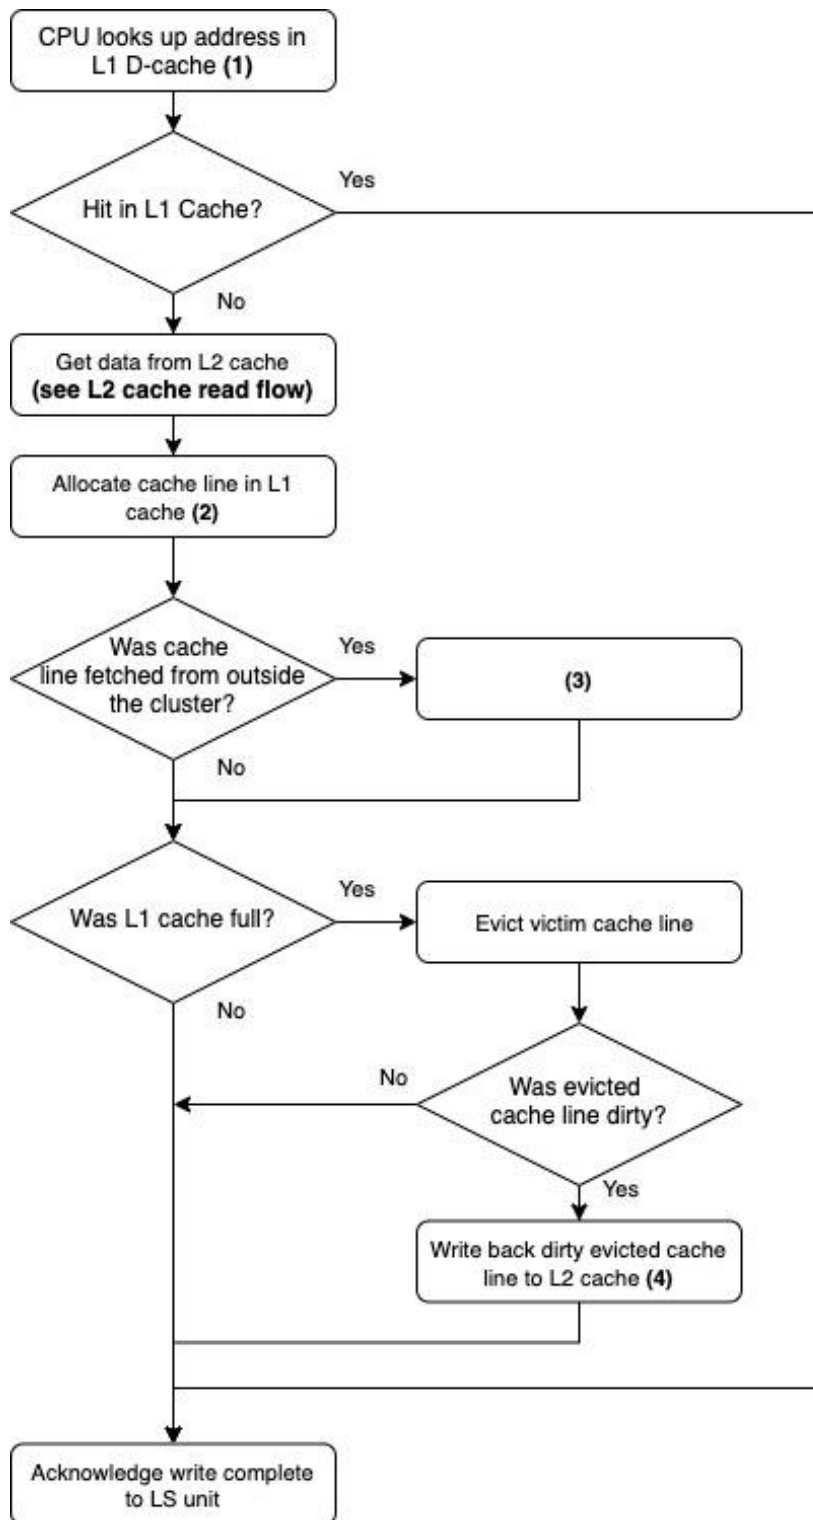 CPU looks up address in
L1 D-cache (1)
Yes
Hit in L1 Cache?
No
Get data from L2 cache
(see L2 cache read flow)
Allocate cache line in L1
cache (2)
Was cache
line fetched from outside
the cluster?
Yes
(3)
No
Was L1 cache full?
Yes
Evict victim cache line
No
No
Was evicted
cache line dirty?
Yes
Write back dirty evicted cache
line to L2 cache (4)
Acknowledge write complete
to LS unit